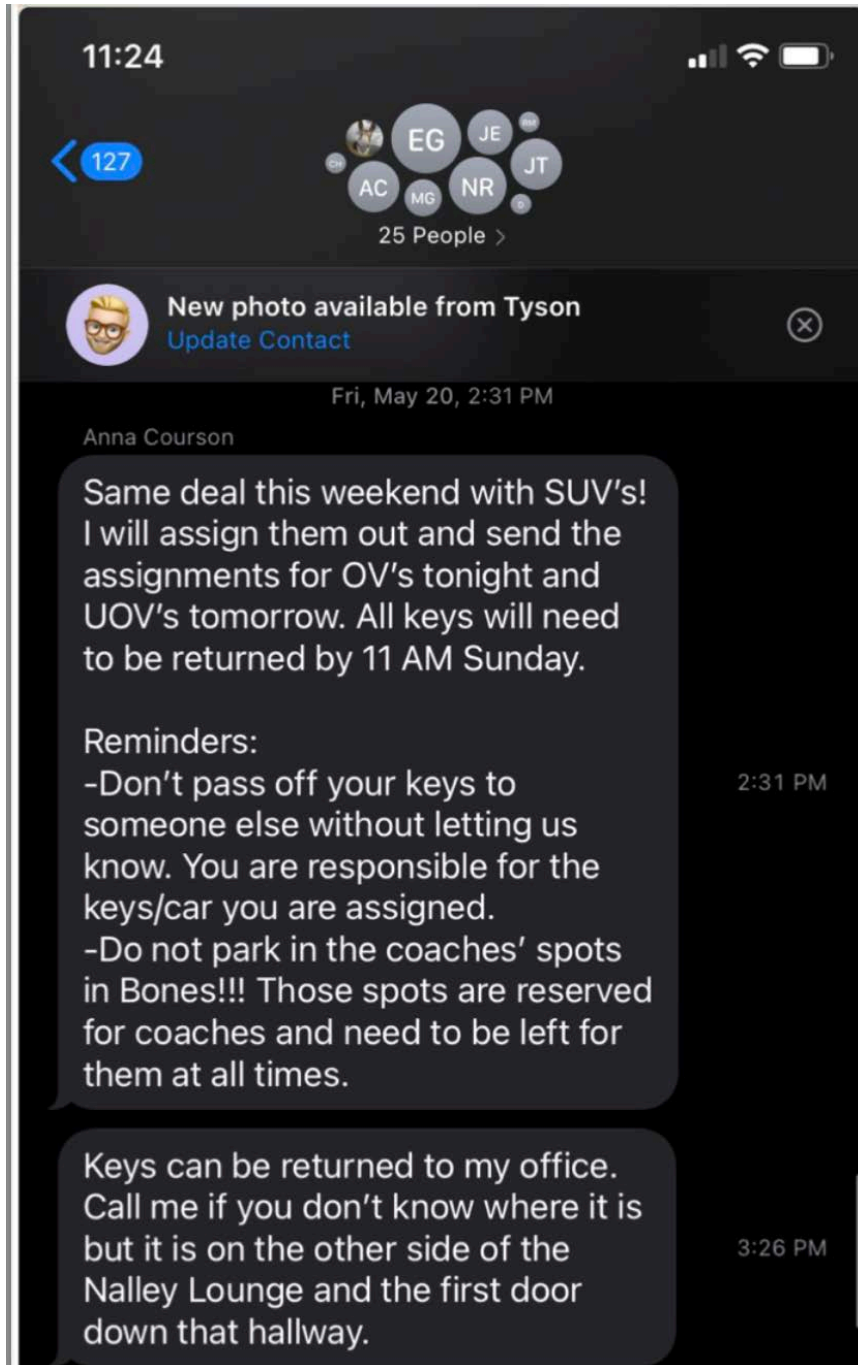 11:24
127
EG
JE
JT
AC
MG
NR
25 People >
New photo available from Tyson
Update Contact
Fri, May 20, 2:31 PM
Anna Courson
Same deal this weekend with SUV's!
I will assign them out and send the
assignments for OV's tonight and
UOV's tomorrow. All keys will need
to be returned by 11 AM Sunday.
Reminders:
-Don't pass off your keys to
someone else without letting us
know. You are responsible for the
keys/car you are assigned.
-Do not park in the coaches' spots
in Bones!!! Those spots are reserved
for coaches and need to be left for
them at all times.
2:31 PM
Keys can be returned to my office.
Call me if you don't know where it is
but it is on the other side of the
Nalley Lounge and the first door
down that hallway.
3:26 PM